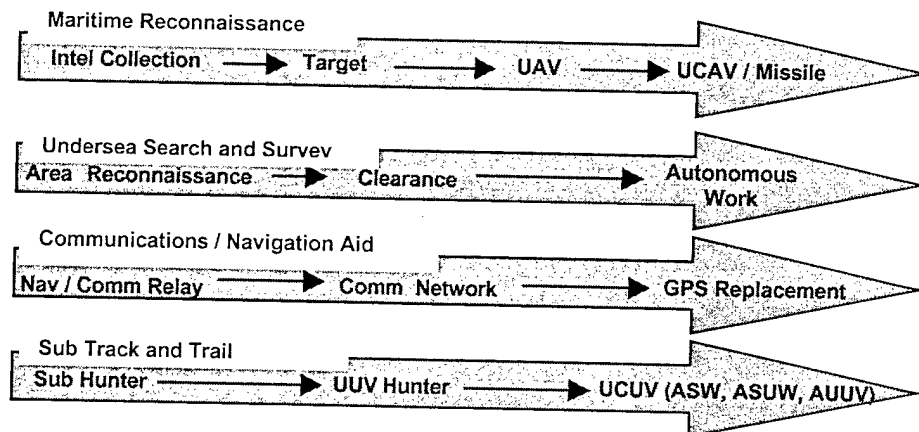 Maritime Reconnaissance
Intel Collection Target UAV UCAV / Missile
Undersea Search and Survey
Area Reconnaissance Clearance Autonomous
Work
Communications / Navigation Aid
Nav / Comm Relay Comm Network GPS Replacement
Sub Track and Trail
Sub Hunter UUV Hunter UCUV (ASW, ASUW, AUUV)